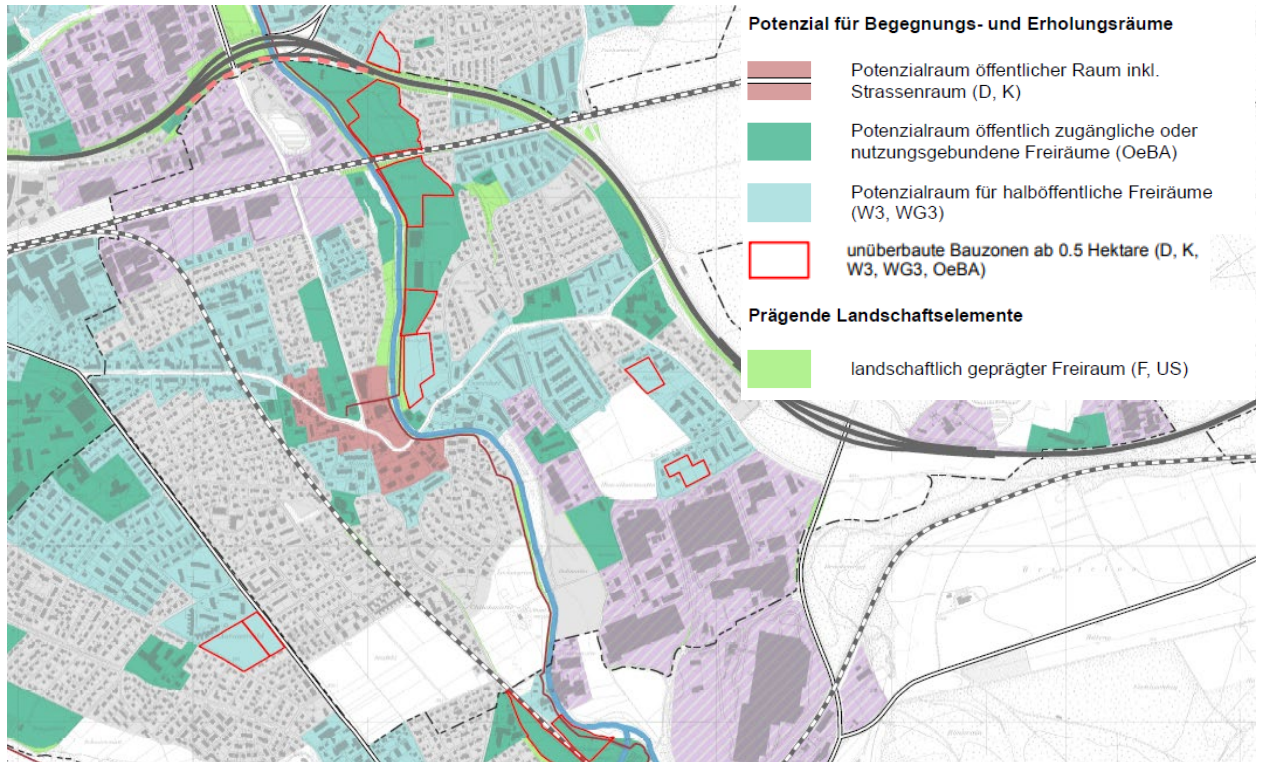 Potenzial für Begegnungs- und Erholungsräume
Potenzialraum öffentlicher Raum inkl.
Strassenraum (D, K)
Potenzialraum öffentlich zugängliche oder
nutzungsgebundene Freiräume (OeBA)
Potenzialraum für halböffentliche Freiräume
(W3, WG3)
unüberbaute Bauzonen ab 0.5 Hektare (D, K,
W3, WG3, OeBA)
Prägende Landschaftselemente
landschaftlich geprägter Freiraum (F, US)